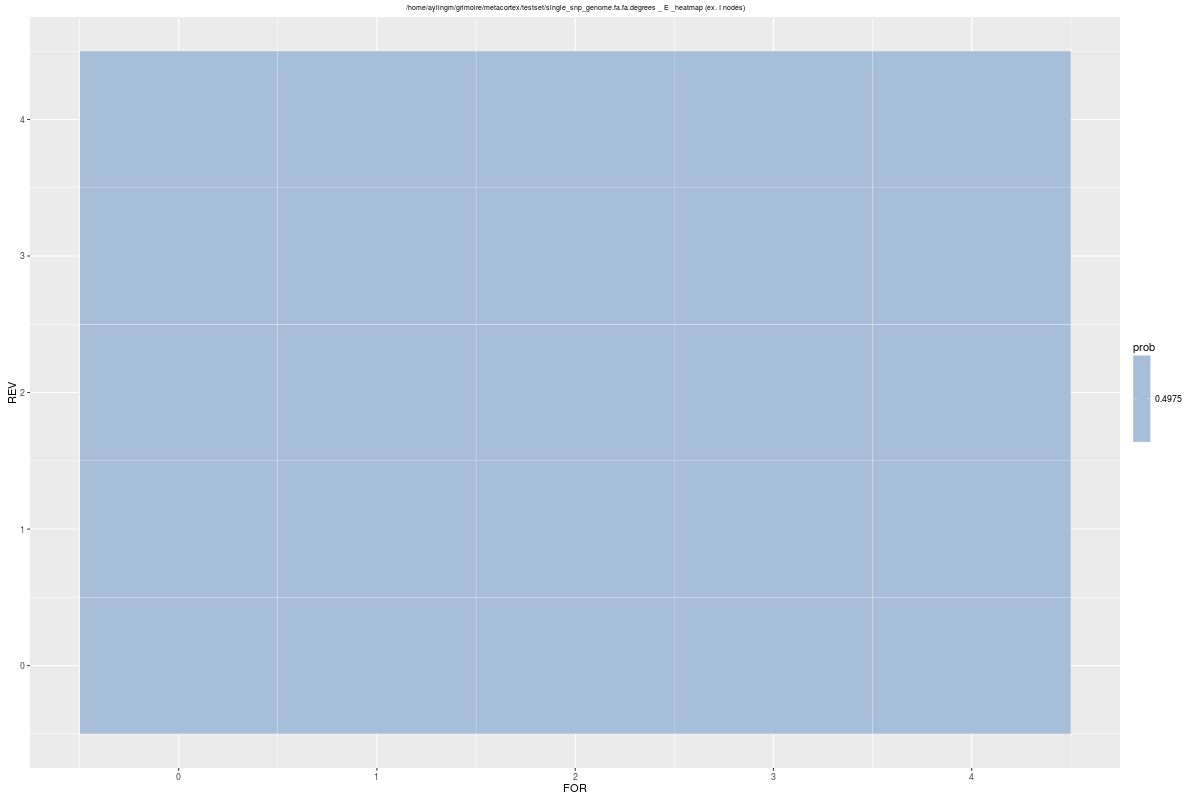 /home/aylingm/grimoire/metacortex/testset/single_snp_genome.fa.fa.degrees _ E _heatmap (ex. I nodes)
4
3
2
1
0
REV
0 1 2 3 4
FOR
prob
0.4975